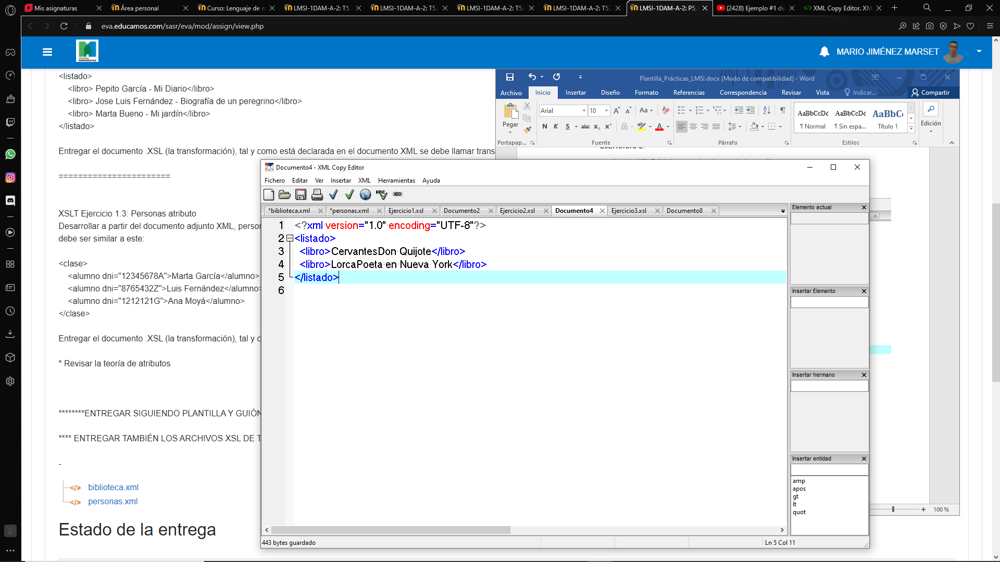 Mis asignaturas
Área personal
Curso: Lenguaje de m
LMSI-1DAM-A-2: T5.
LMSI-1DAM-A-2: T5.3
LMSI-1DAM-A-2: T5.4
LMSI-1DAM-A-2: T5.
LMSI-1DAM-A-2: P5.
(2428) Ejemplo #1 de
XML Copy Editor. XM
eva.educamos.com/sasr/eva/mod/assign/view.php
MARIO JIMÉNEZ MARSET
<listado>
<libro> Pepito García - Mi Diario</libro>
<libro> Jose Luis Fernández - Biografía de un peregrino</libro>
<libro> Marta Bueno - Mi jardín</libro>
</listado>
Entregar el documento .XSL (la transformación), tal y como está declarada en el documento XML se debe llamar trans
=======================
XSLT Ejercicio 1.3: Personas atributo
Desarrollar a partir del documento adjunto XML, person
debe ser similar a este:
<clase>
<alumno dni="12345678A">Marta García</alumno>
<alumno dni="8765432Z">Luis Fernández</alumno>
<alumno dni="1212121G">Ana Moyá</alumno>
</clase>
Entregar el documento .XSL (la transformación), tal y c
* Revisar la teoría de atributos
********ENTREGAR SIGUIENDO PLANTILLA Y GUIÓN
**** ENTREGAR TAMBIÉN LOS ARCHIVOS XSL DE T
-
biblioteca.xml
personas.xml
Estado de la entrega
Plantilla_Prácticas_LMSI.docx [Modo de compatibilidad] - Word
Archivo Inicio Insertar Diseño Formato Referencias Correspondencia Revisar Vista Indicar... Compartir
Pegar
Arial 10
N K S abc x₂ x²
AaBbCcDd AaBbCcDd AaBbC
¶ Normal ¶ Sin espa... Título 1
Edición
Portapap... Fuente Párrafo Estilos
EJERCICIO 2:
Documento4 - XML Copy Editor
Fichero Editar Ver Insertar XML Herramientas Ayuda
*biblioteca.xml *personas.xml Ejercicio1.xsl Documento2 Ejercicio2.xsl Documento4 Ejercicio3.xsl Documento8
1 <?xml version="1.0" encoding="UTF-8"?>
2 <listado>
3 <libro>CervantesDon Quijote</libro>
4 <libro>LorcaPoeta en Nueva York</libro>
5 </listado>
6
Elemento actual
Insertar Elemento
Insertar hermano
Insertar entidad
amp
apos
gt
lt
quot
443 bytes guardado
Ln 5 Col 11
100 %